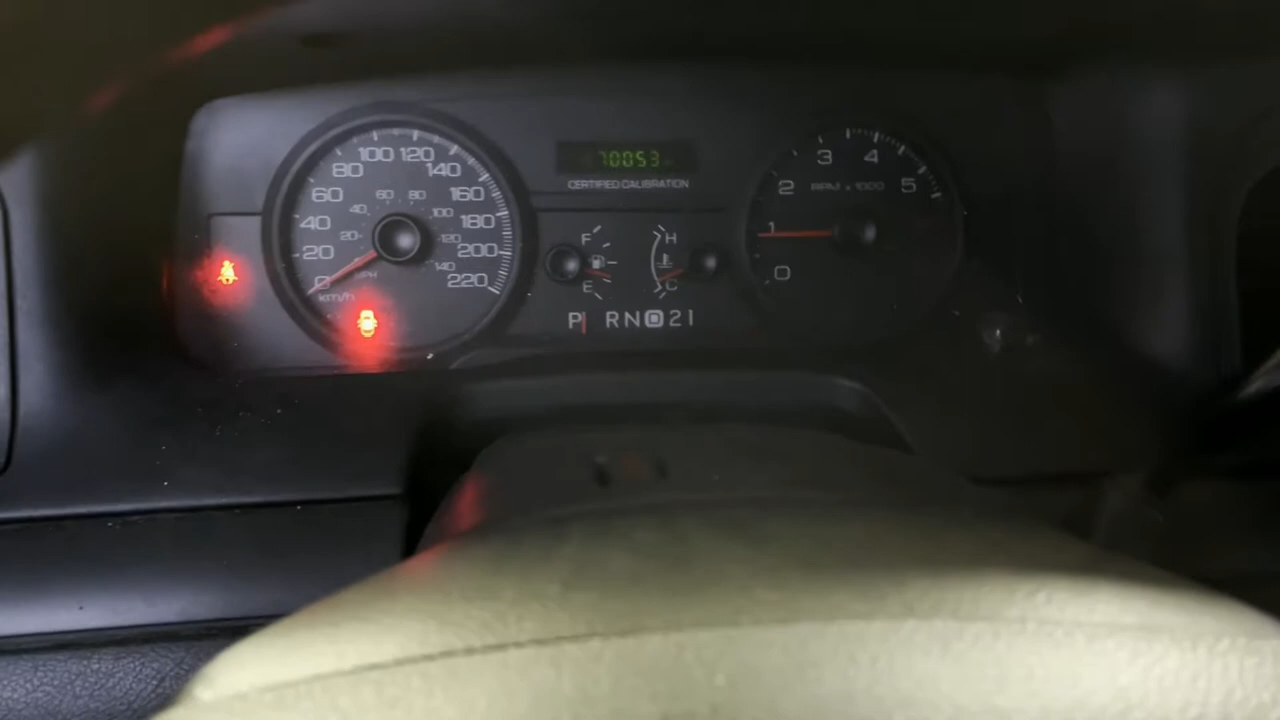 100 120
80 140
60 160
40 180
20 200
0 220
km/h
60 80
40 100
20 120
140
MPH
70053
CERTIFIED CALIBRATION
F
E
H
C
P R N D 2 1
3 4
2 5
1
0
RPM x 1000